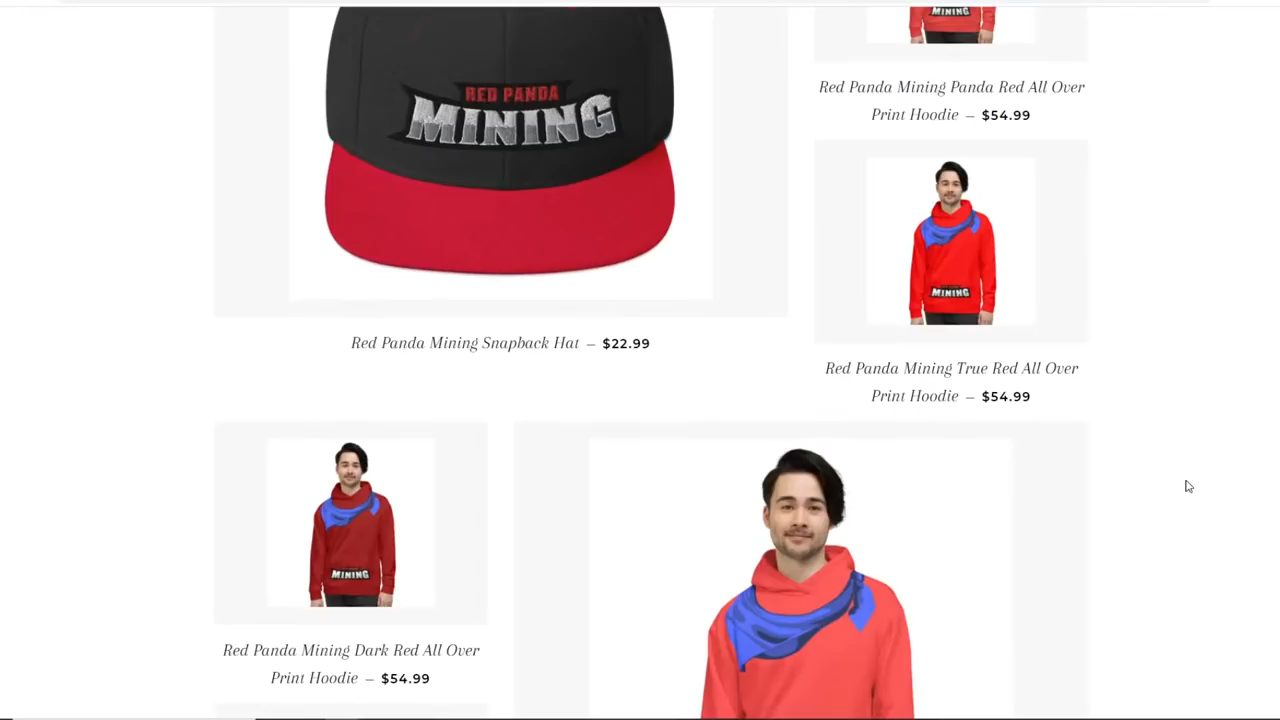 RED PANDA
MINING
Red Panda Mining Snapback Hat – $22.99
MINING
Red Panda Mining Panda Red All Over
Print Hoodie – $54.99
MINING
Red Panda Mining True Red All Over
Print Hoodie – $54.99
MINING
Red Panda Mining Dark Red All Over
Print Hoodie – $54.99